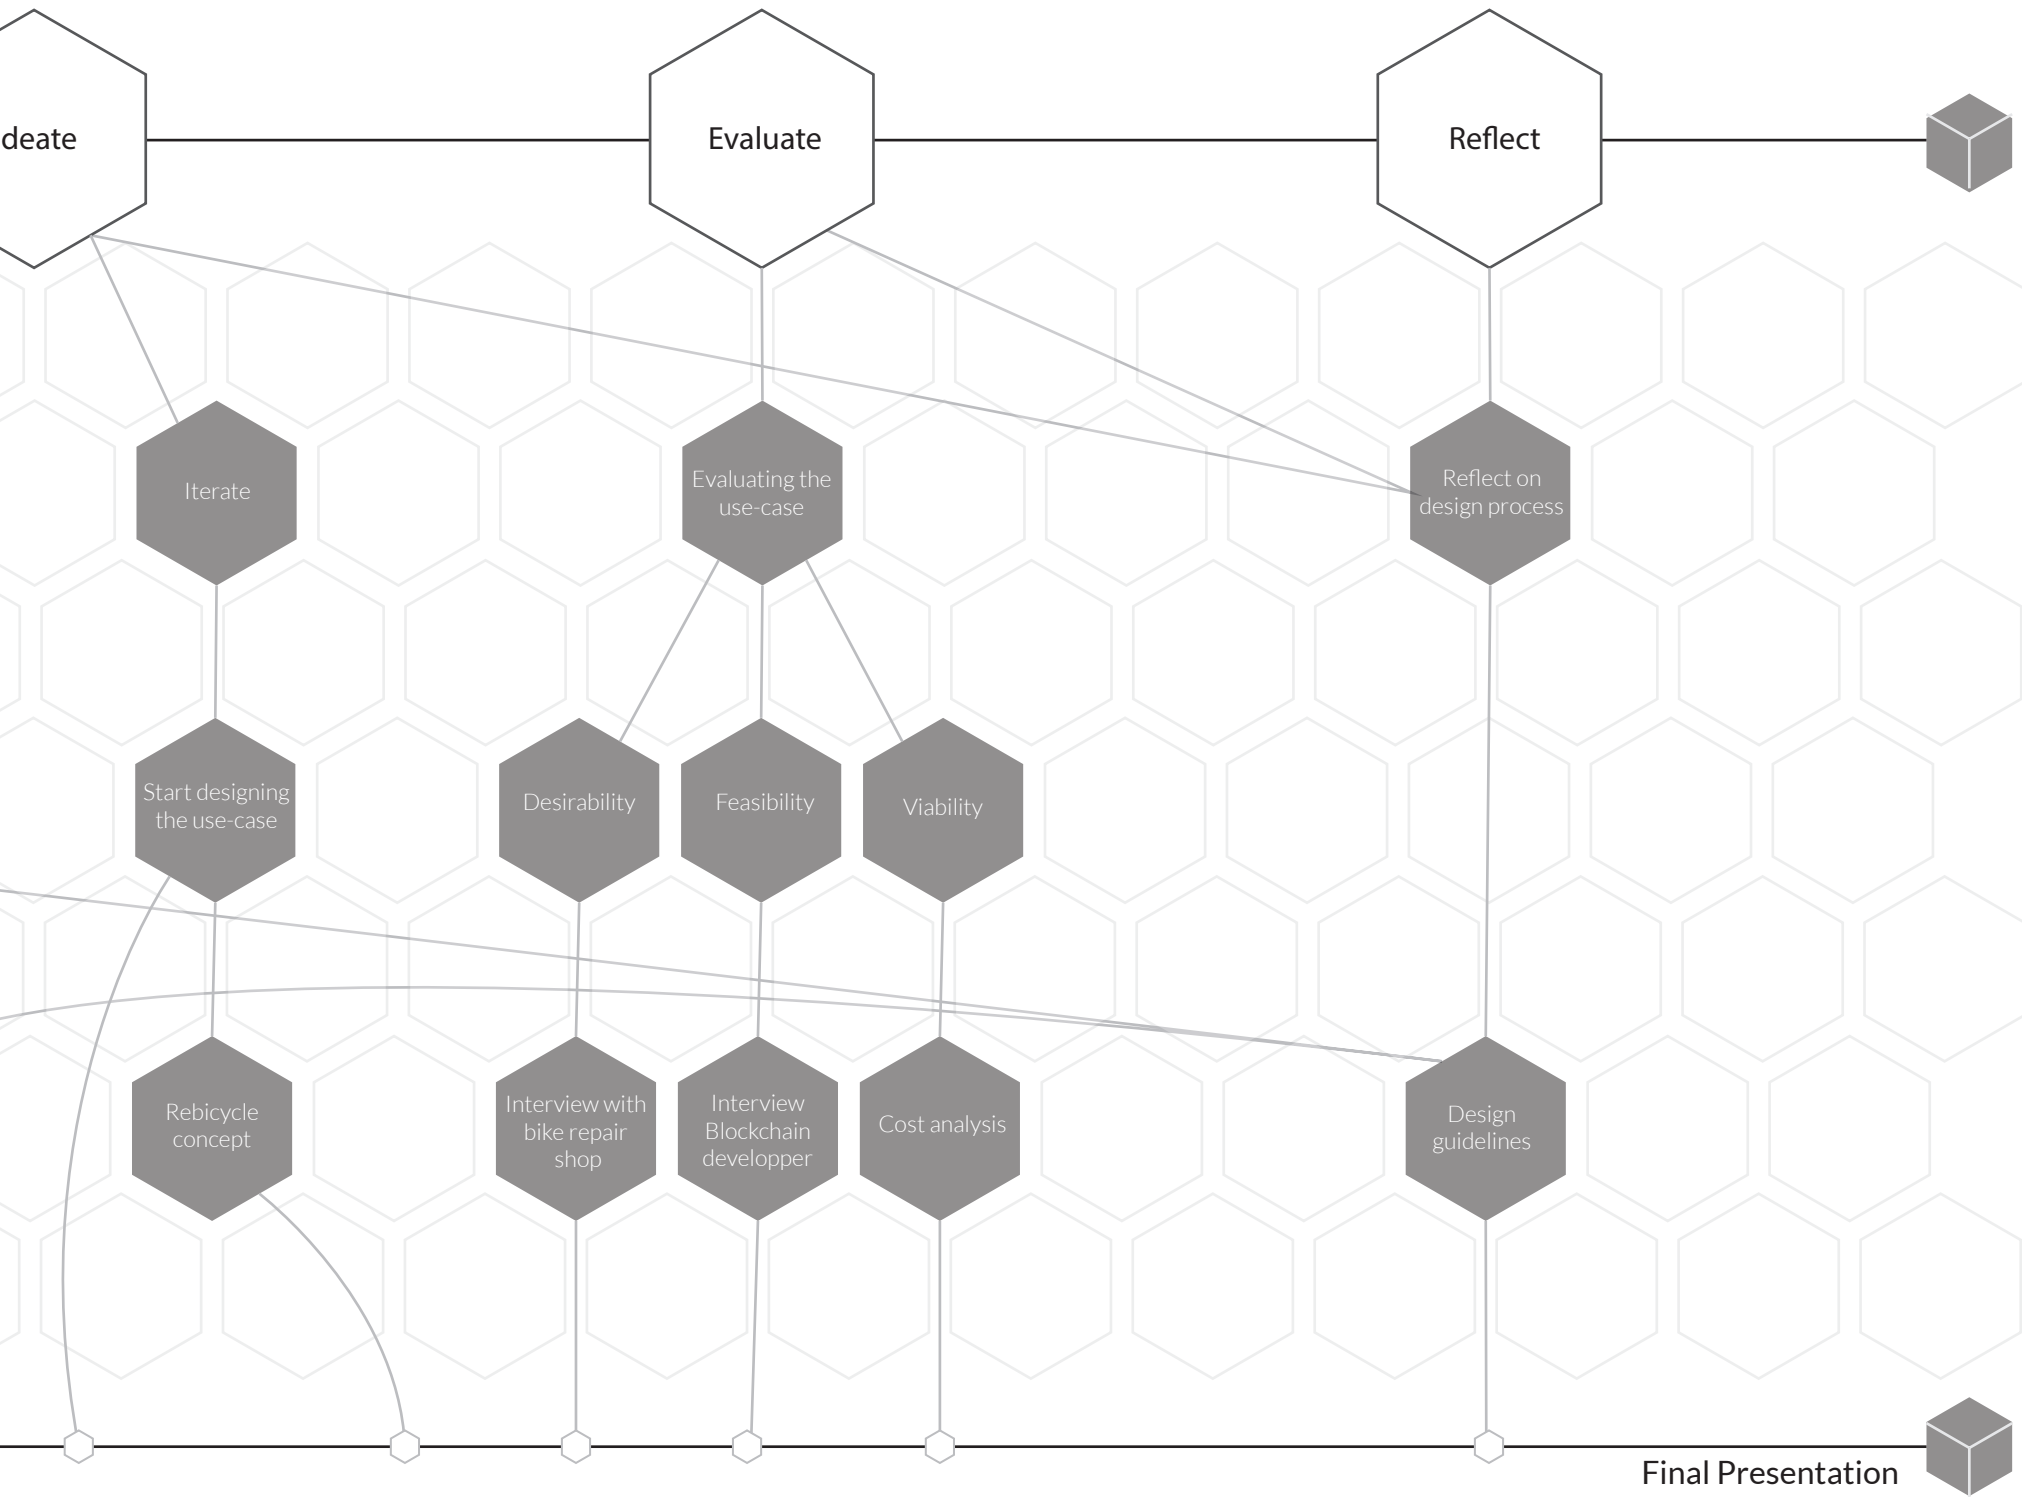 deate
Evaluate
Reflect
Iterate
Evaluating the
use-case
Reflect on
design process
Start designing
the use-case
Desirability
Feasibility
Viability
Rebicycle
concept
Interview with
bike repair
shop
Interview
Blockchain
developper
Cost analysis
Design
guidelines
Final Presentation